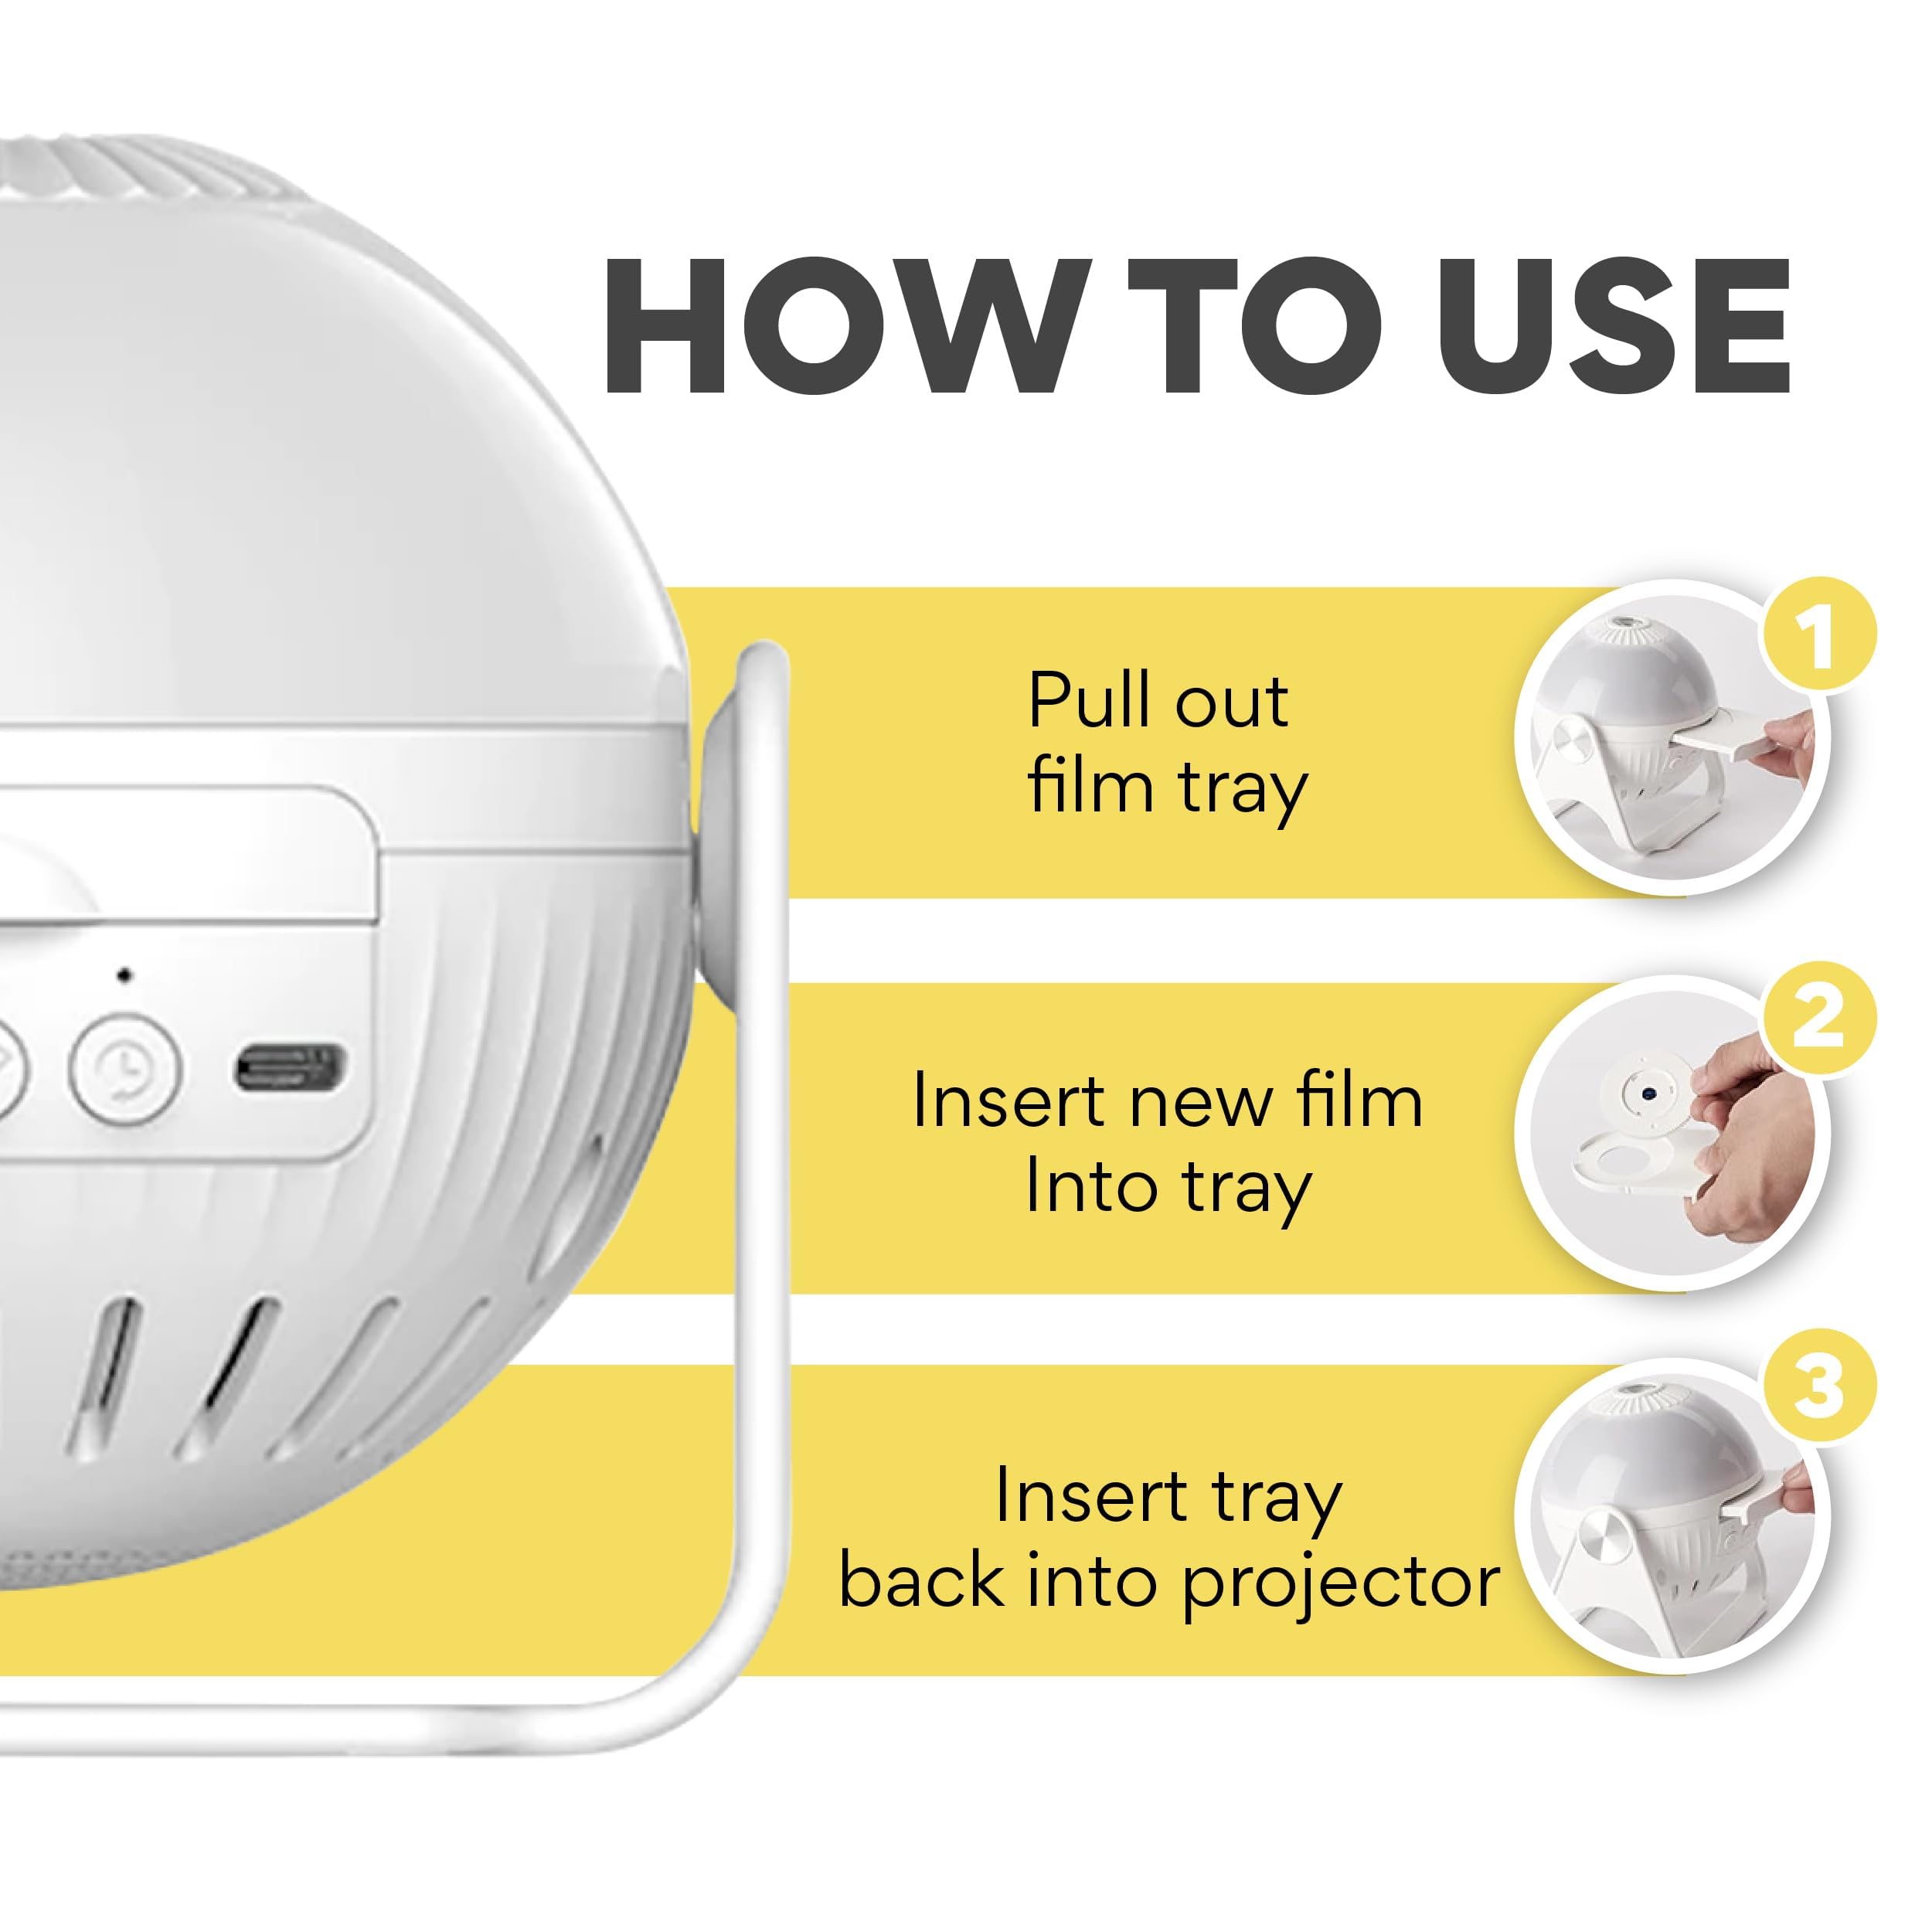 HOW TO USE
1
Pull out
film tray
2
Insert new film
Into tray
3
Insert tray
back into projector